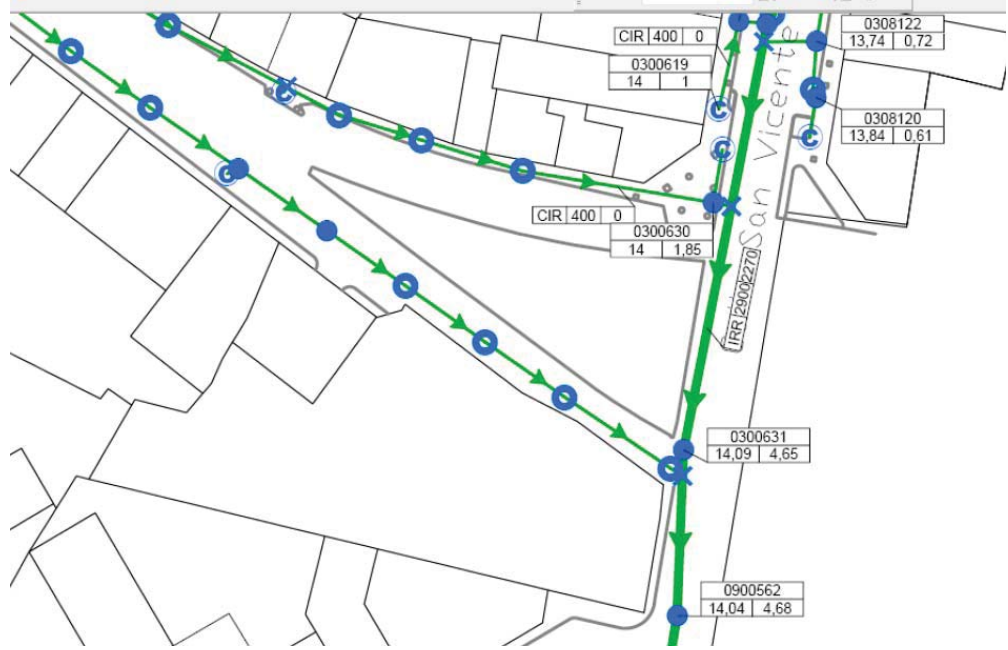 0308122
13,74 0,72
CIR 400 0
0300619
14 1
0308120
13,84 0,61
C
C
C
C
C
San Vicente
CIR 400 0
0300630
14 1,85
IRR 29002270
0300631
14,09 4,65
0900562
14,04 4,68